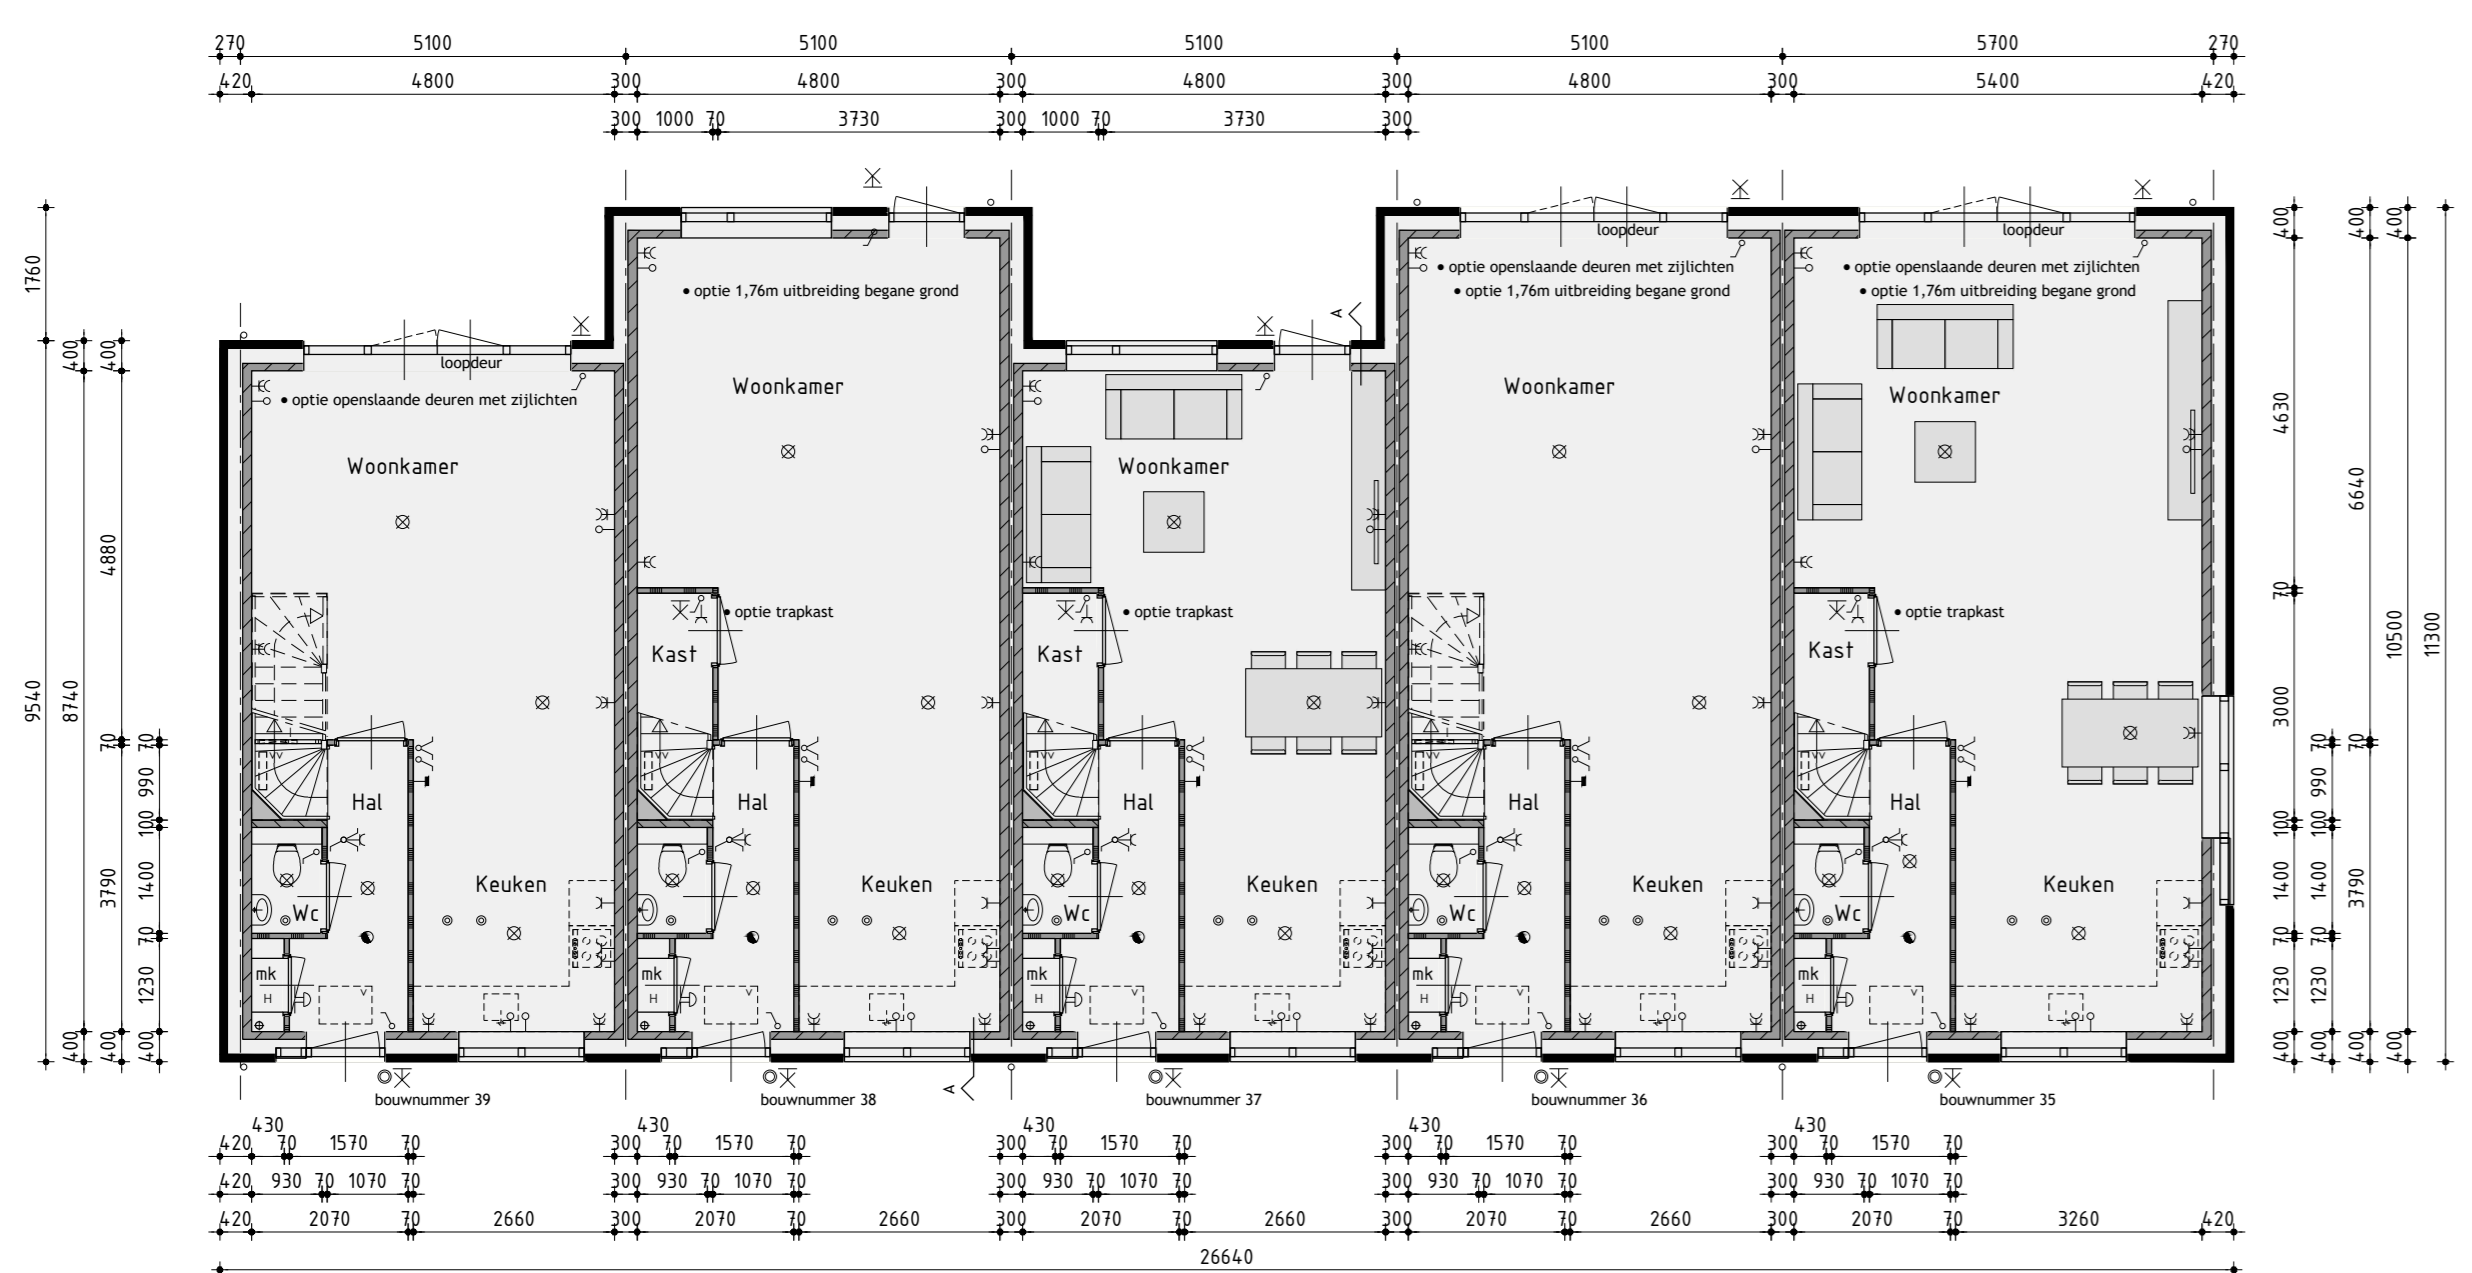 270 5100 5100 5100 5100 5700 270
420 4800 300 4800 300 4800 300 4800 300 5400 420
300 1000 70 3730 300 1000 70 3730 300
loopdeur loopdeur
• optie openslaande deuren met zijlichten • optie openslaande deuren met zijlichten
• optie 1,76m uitbreiding begane grond • optie 1,76m uitbreiding begane grond • optie 1,76m uitbreiding begane grond
A
loopdeur
• optie openslaande deuren met zijlichten
Woonkamer Woonkamer Woonkamer
Woonkamer Woonkamer
• optie trapkast • optie trapkast • optie trapkast
Kast Kast Kast
Hal Hal Hal Hal Hal
Keuken Keuken Keuken Keuken Keuken
Wc Wc Wc Wc Wc
mk mk mk mk mk
H H H H H
A
bouwnummer 39 bouwnummer 38 bouwnummer 37 bouwnummer 36 bouwnummer 35
1760
9540
400
8740
400
400
4880
70
3790
400
70
990
100
1400
70
1230
400
400
4630
70
3000
100
1400
70
1230
400
70
990
100
1400
70
1230
400
400
6640
70
3790
400
400
10500
400
11300
430 430 430 430 430
420 70 1570 70 300 70 1570 70 300 70 1570 70 300 70 1570 70 300 70 1570 70
420 930 70 1070 70 300 930 70 1070 70 300 930 70 1070 70 300 930 70 1070 70 300 930 70 1070 70
420 2070 70 2660 300 2070 70 2660 300 2070 70 2660 300 2070 70 2660 300 2070 70 3260 420
26640